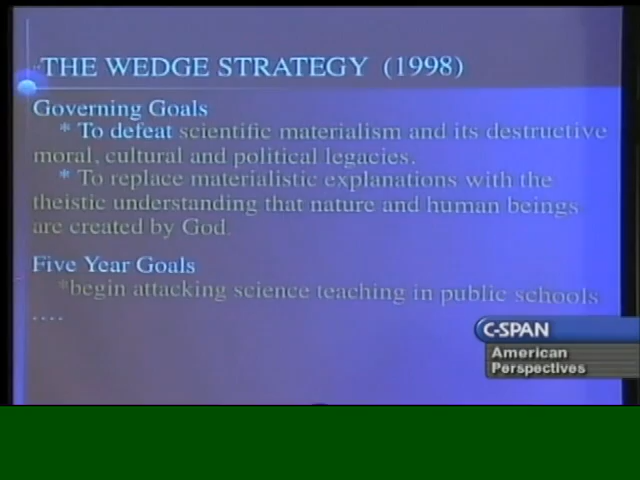 THE WEDGE STRATEGY (1998)
Governing Goals
* To defeat scientific materialism and its destructive
moral, cultural and political legacies.
* To replace materialistic explanations with the
theistic understanding that nature and human beings
are created by God.
Five Year Goals
*begin attacking science teaching in public schools
....
C-SPAN
American
Perspectives